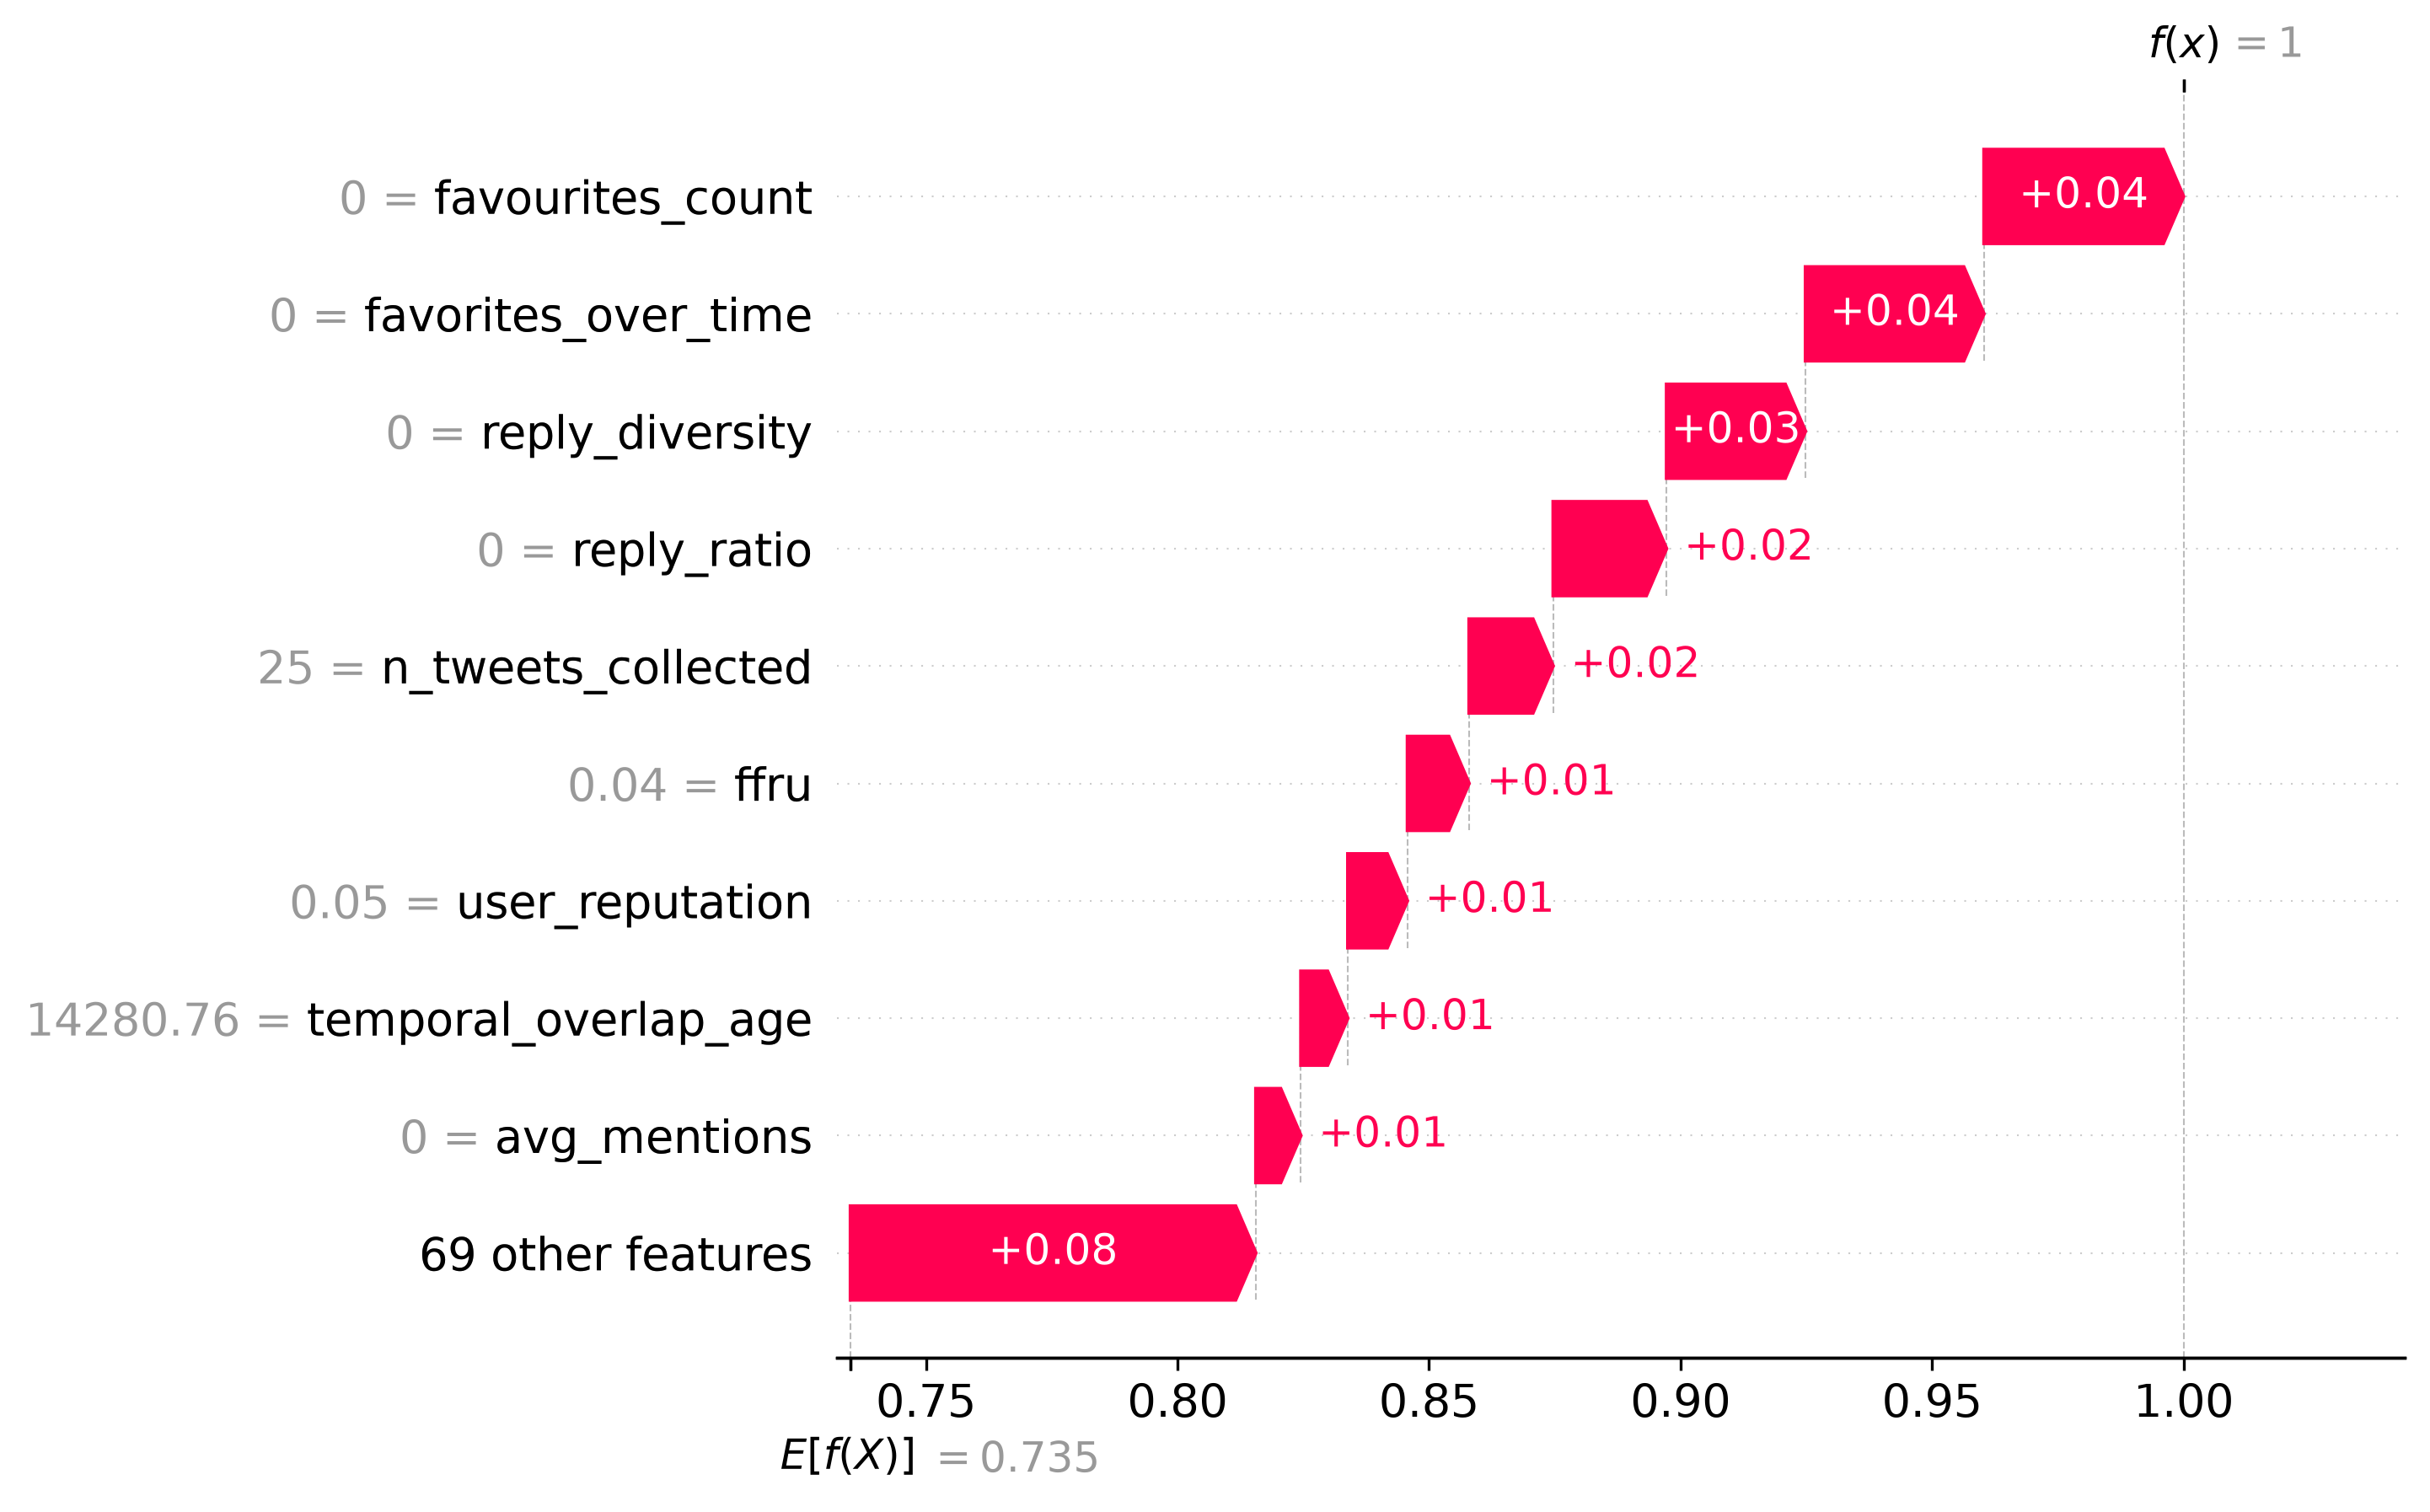 f(x) = 1
0 = favourites_count
+0.04
0 = favorites_over_time
+0.04
0 = reply_diversity
+0.03
0 = reply_ratio
+0.02
25 = n_tweets_collected
+0.02
0.04 = ffru
+0.01
0.05 = user_reputation
+0.01
14280.76 = temporal_overlap_age
+0.01
0 = avg_mentions
+0.01
69 other features
+0.08
0.75 0.80 0.85 0.90 0.95 1.00
E[f(X)] = 0.735